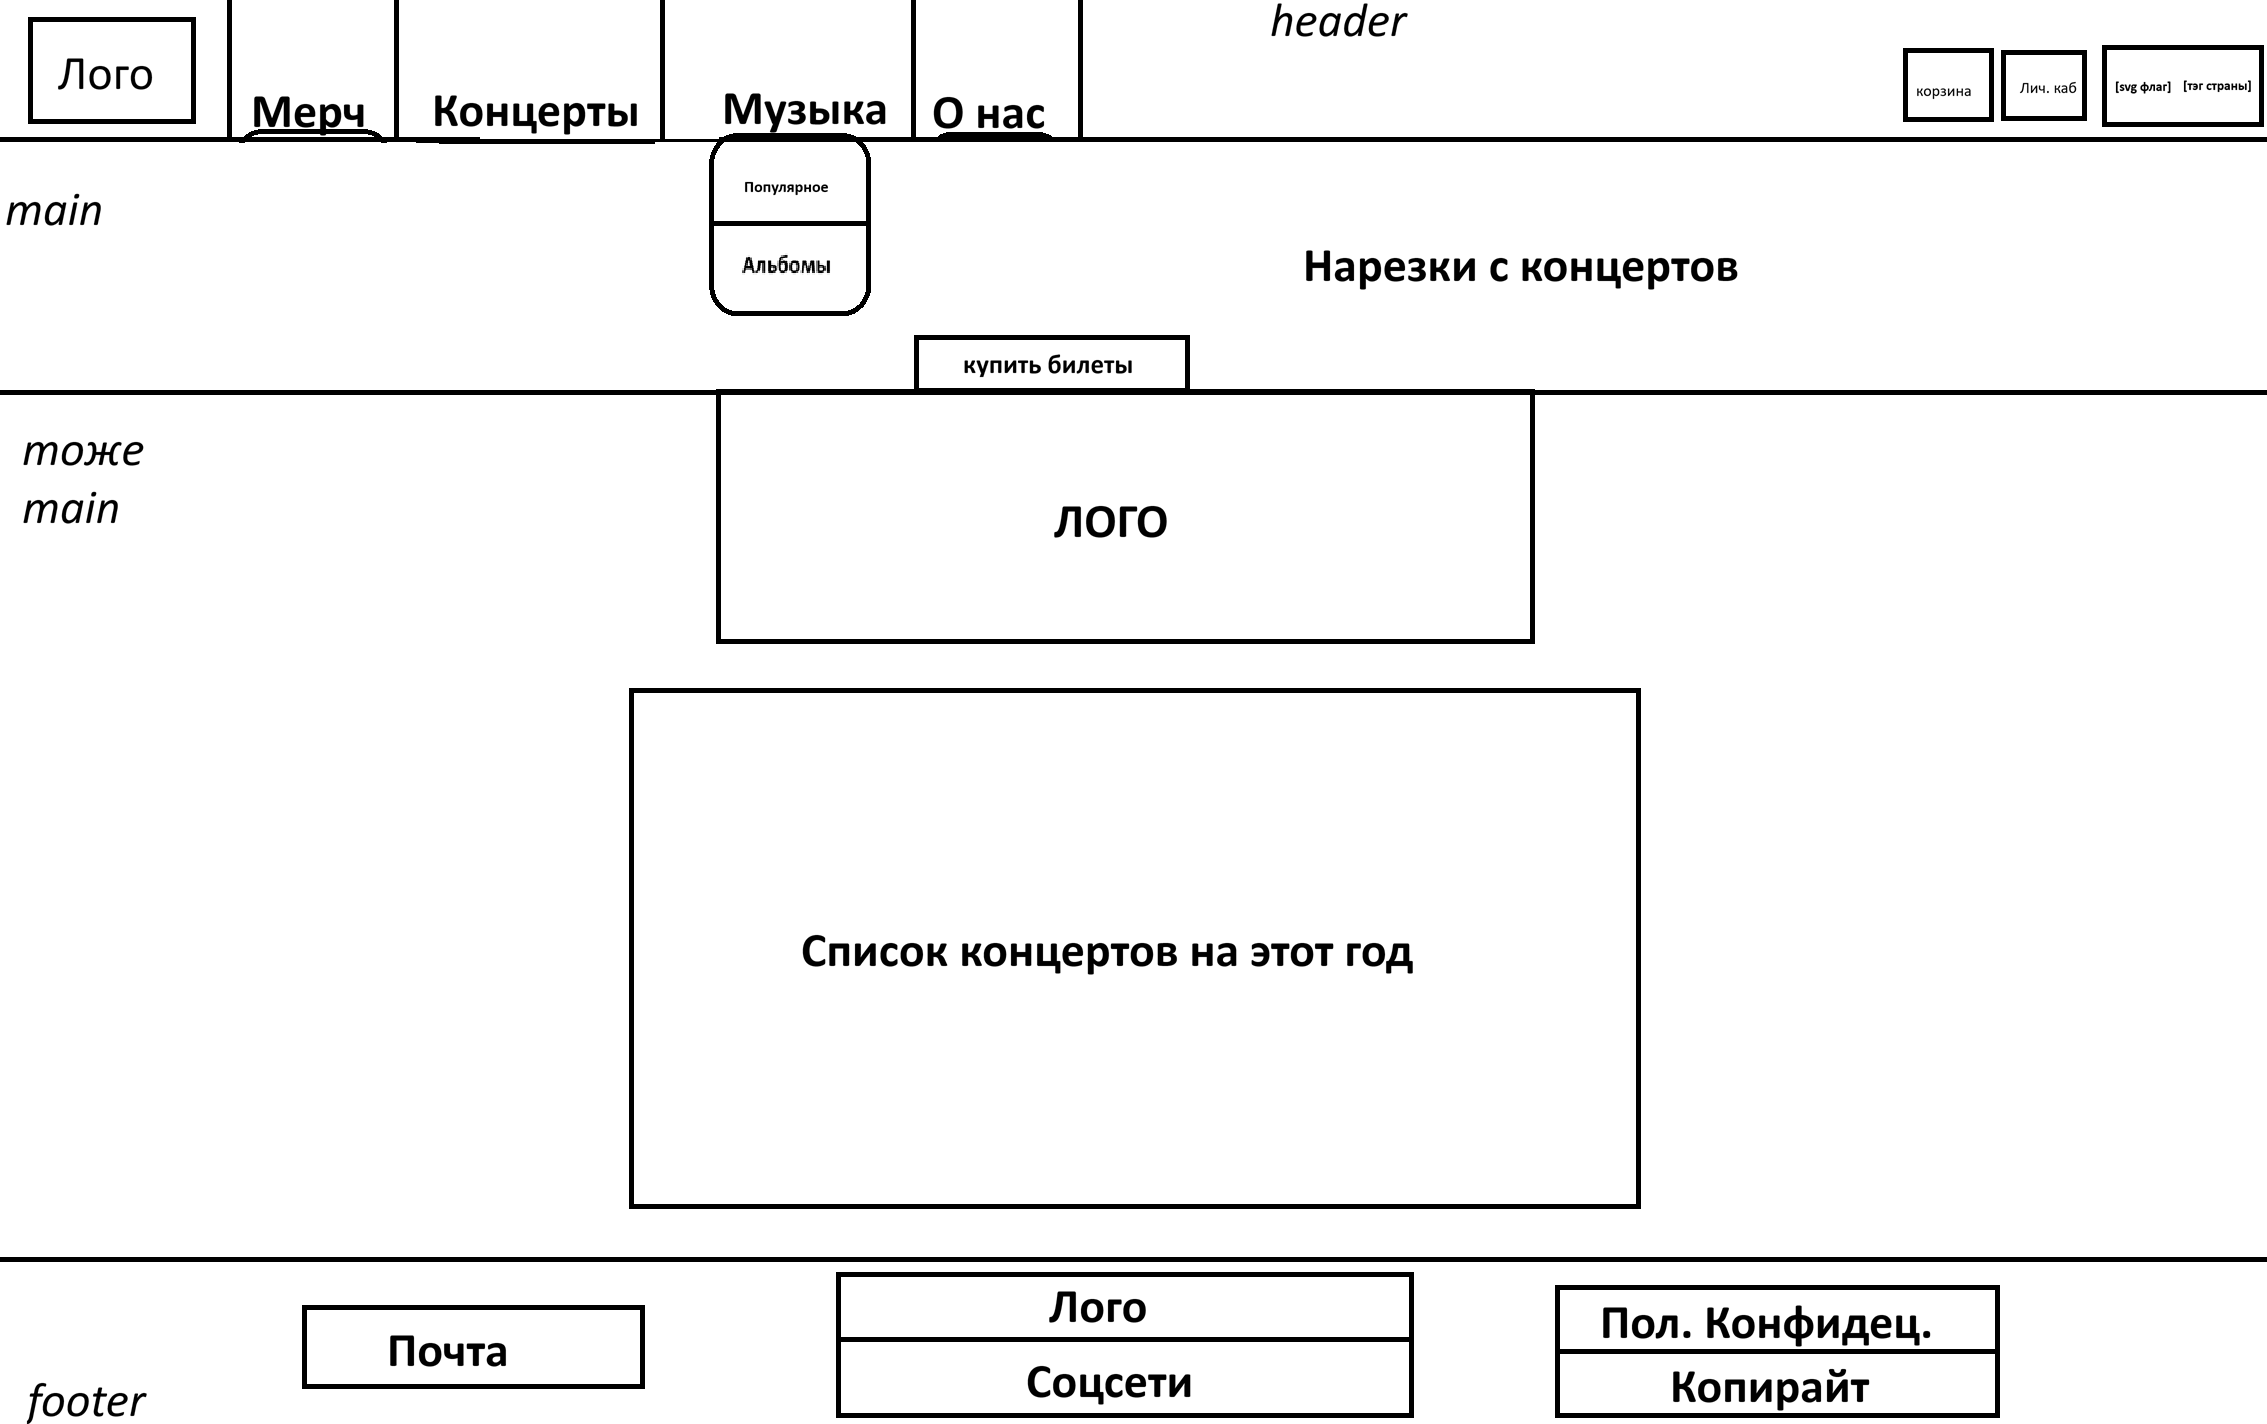 header
Лого
Мерч
Концерты
Музыка
О нас
корзина
Лич. каб
[svg флаг] [тэг страны]
main
Популярное
Альбомы
Нарезки с концертов
купить билеты
тоже
main
ЛОГО
Список концертов на этот год
Почта
Лого
Соцсети
Пол. Конфидец.
Копирайт
footer